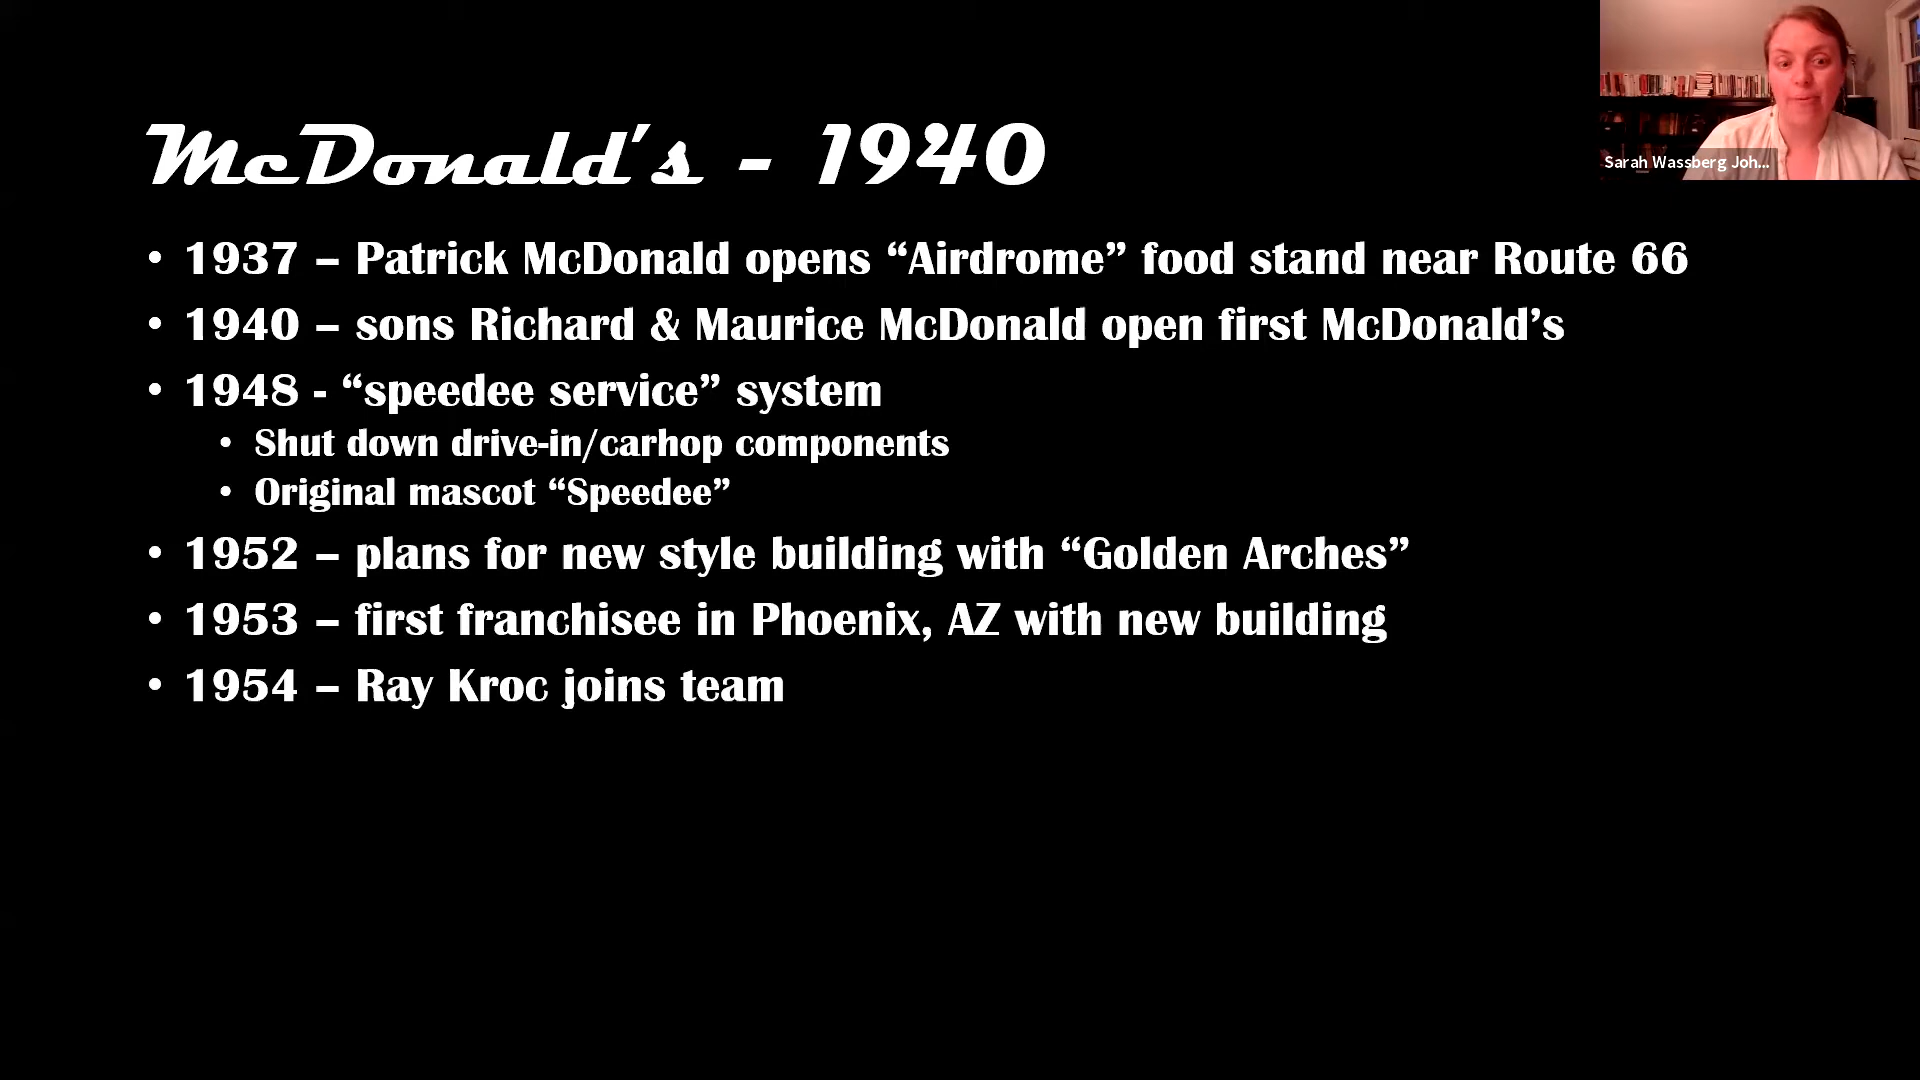 McDonald's - 1940
Sarah Wassberg Joh...
• 1937 – Patrick McDonald opens “Airdrome” food stand near Route 66
• 1940 – sons Richard & Maurice McDonald open first McDonald’s
• 1948 - “speedee service” system
• Shut down drive-in/carhop components
• Original mascot “Speedee”
• 1952 – plans for new style building with “Golden Arches”
• 1953 – first franchisee in Phoenix, AZ with new building
• 1954 – Ray Kroc joins team